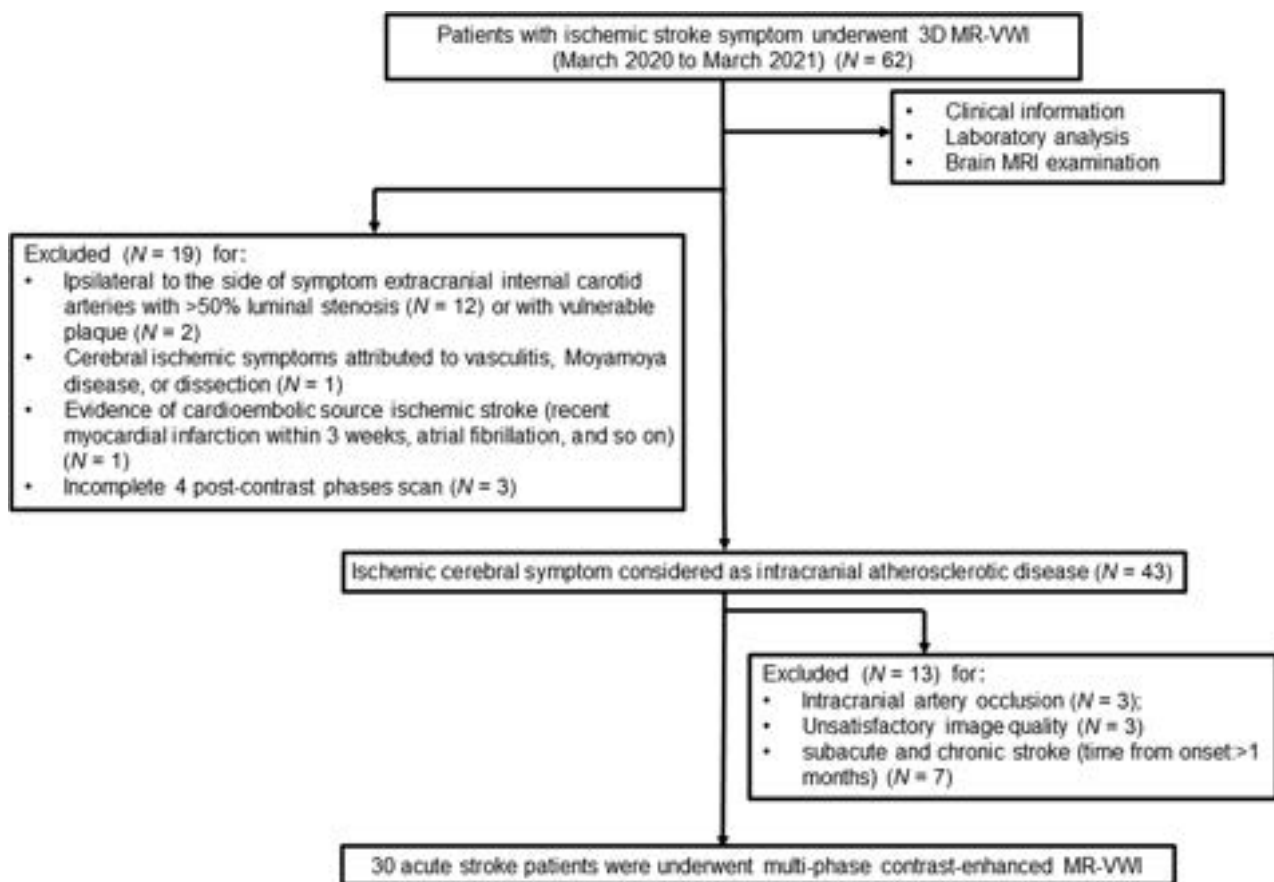 Patients with ischemic stroke symptom underwent 3D MR-VWI
(March 2020 to March 2021) (N = 62)
• Clinical information
• Laboratory analysis
• Brain MRI examination
Excluded (N = 19) for:
• Ipsilateral to the side of symptom extracranial internal carotid
arteries with >50% luminal stenosis (N = 12) or with vulnerable
plaque (N = 2)
• Cerebral ischemic symptoms attributed to vasculitis, Moyamoya
disease, or dissection (N = 1)
• Evidence of cardioembolic source ischemic stroke (recent
myocardial infarction within 3 weeks, atrial fibrillation, and so on)
(N = 1)
• Incomplete 4 post-contrast phases scan (N = 3)
Ischemic cerebral symptom considered as intracranial atherosclerotic disease (N = 43)
Excluded (N = 13) for:
• Intracranial artery occlusion (N = 3);
• Unsatisfactory image quality (N = 3)
• subacute and chronic stroke (time from onset:>1
months) (N = 7)
30 acute stroke patients were underwent multi-phase contrast-enhanced MR-VWI